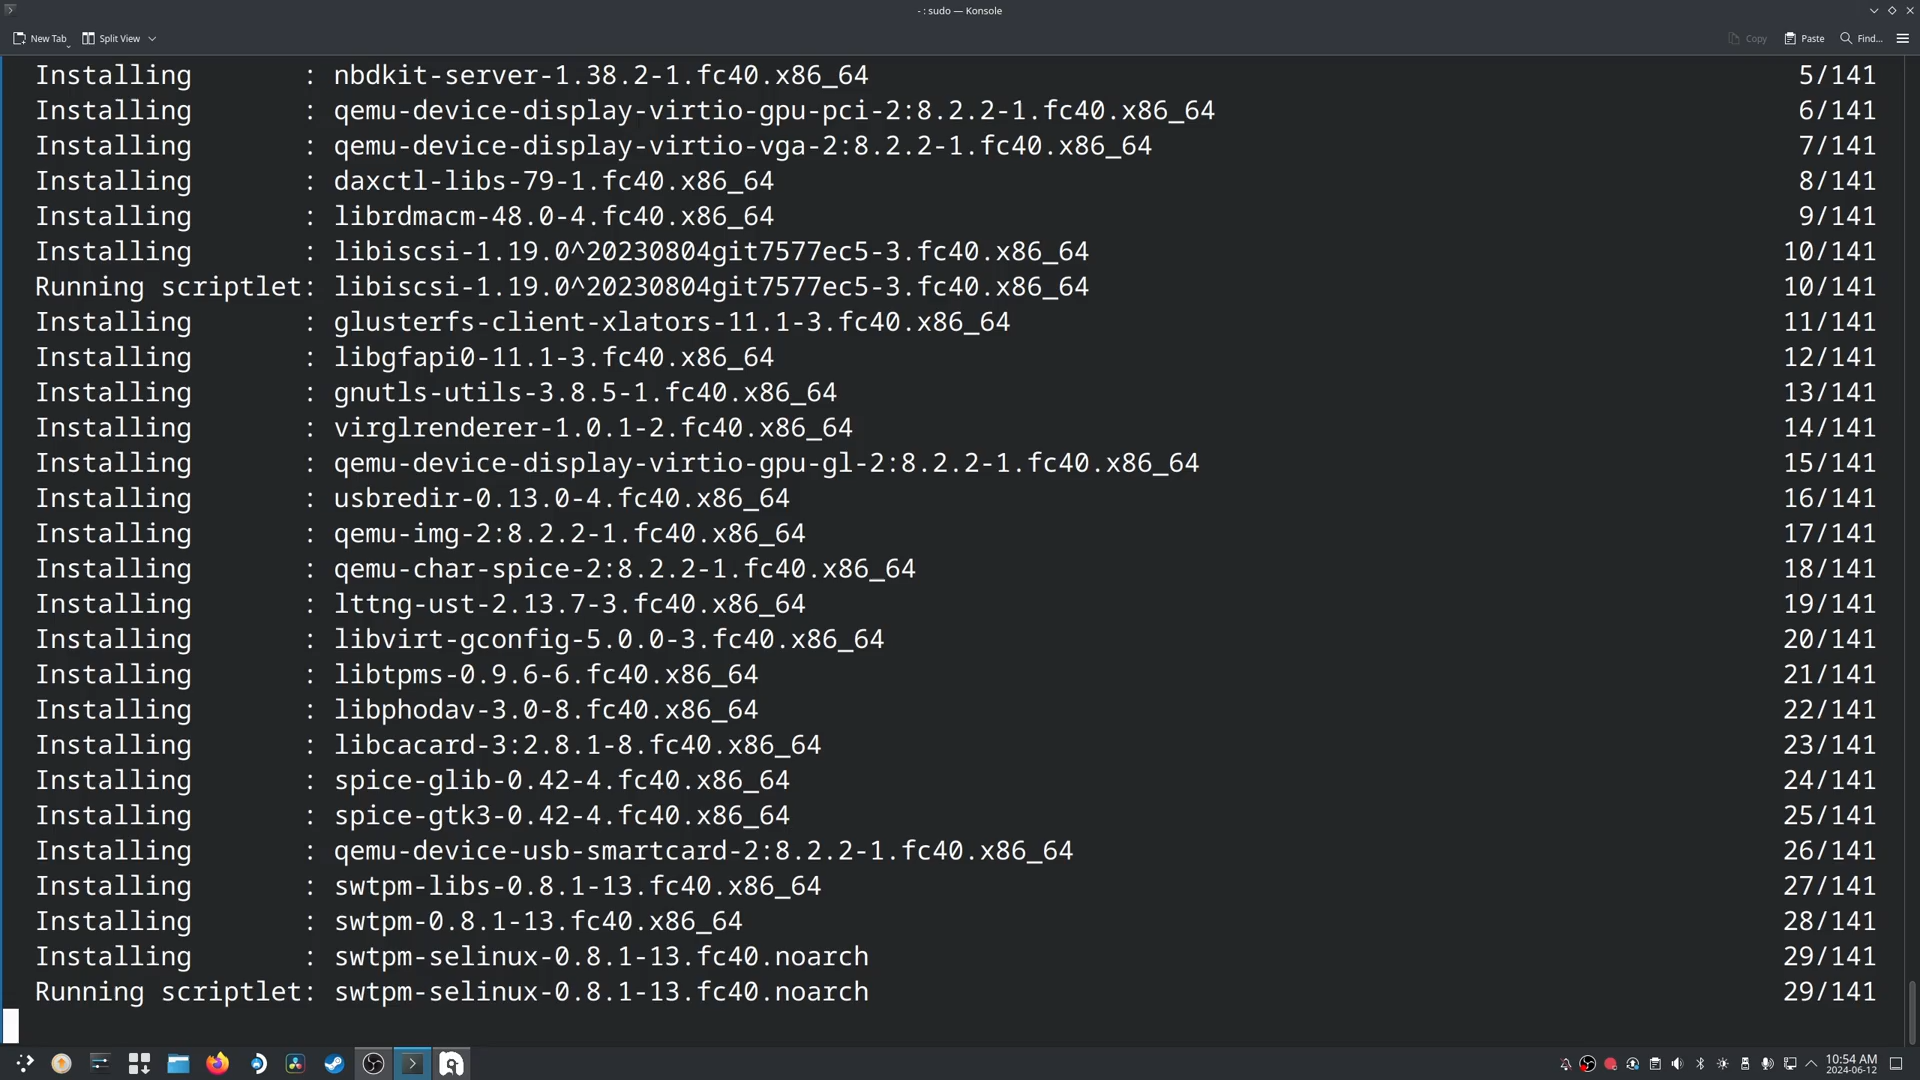 - : sudo — Konsole
New Tab Split View Copy Paste Find...
Installing : nbdkit-server-1.38.2-1.fc40.x86_64 5/141
Installing : qemu-device-display-virtio-gpu-pci-2:8.2.2-1.fc40.x86_64 6/141
Installing : qemu-device-display-virtio-vga-2:8.2.2-1.fc40.x86_64 7/141
Installing : daxctl-libs-79-1.fc40.x86_64 8/141
Installing : librdmacm-48.0-4.fc40.x86_64 9/141
Installing : libiscsi-1.19.0^20230804git7577ec5-3.fc40.x86_64 10/141
Running scriptlet: libiscsi-1.19.0^20230804git7577ec5-3.fc40.x86_64 10/141
Installing : glusterfs-client-xlators-11.1-3.fc40.x86_64 11/141
Installing : libgfapi0-11.1-3.fc40.x86_64 12/141
Installing : gnutls-utils-3.8.5-1.fc40.x86_64 13/141
Installing : virglrenderer-1.0.1-2.fc40.x86_64 14/141
Installing : qemu-device-display-virtio-gpu-gl-2:8.2.2-1.fc40.x86_64 15/141
Installing : usbredir-0.13.0-4.fc40.x86_64 16/141
Installing : qemu-img-2:8.2.2-1.fc40.x86_64 17/141
Installing : qemu-char-spice-2:8.2.2-1.fc40.x86_64 18/141
Installing : lttng-ust-2.13.7-3.fc40.x86_64 19/141
Installing : libvirt-gconfig-5.0.0-3.fc40.x86_64 20/141
Installing : libtpms-0.9.6-6.fc40.x86_64 21/141
Installing : libphodav-3.0-8.fc40.x86_64 22/141
Installing : libcacard-3:2.8.1-8.fc40.x86_64 23/141
Installing : spice-glib-0.42-4.fc40.x86_64 24/141
Installing : spice-gtk3-0.42-4.fc40.x86_64 25/141
Installing : qemu-device-usb-smartcard-2:8.2.2-1.fc40.x86_64 26/141
Installing : swtpm-libs-0.8.1-13.fc40.x86_64 27/141
Installing : swtpm-0.8.1-13.fc40.x86_64 28/141
Installing : swtpm-selinux-0.8.1-13.fc40.noarch 29/141
Running scriptlet: swtpm-selinux-0.8.1-13.fc40.noarch 29/141
10:54 AM
2024-06-12